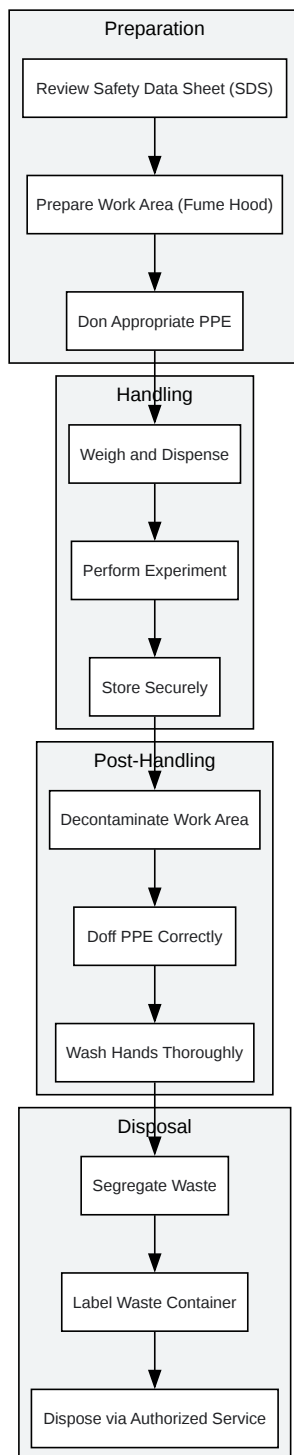 Preparation
Review Safety Data Sheet (SDS)
Prepare Work Area (Fume Hood)
Don Appropriate PPE
Handling
Weigh and Dispense
Perform Experiment
Store Securely
Post-Handling
Decontaminate Work Area
Doff PPE Correctly
Wash Hands Thoroughly
Disposal
Segregate Waste
Label Waste Container
Dispose via Authorized Service